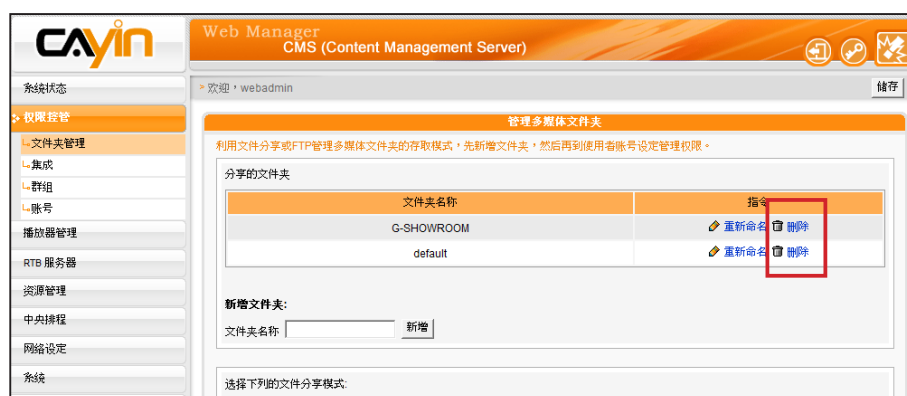 CAYIN
Web Manager
CMS (Content Management Server)
系统状态
欢迎，webadmin
储存
权限控管
文件夹管理
集成
群组
账号
播放器管理
RTB 服务器
资源管理
中央排程
网络设定
系统
管理多媒体文件夹
利用文件分享或FTP管理多媒体文件夹的存取模式，先新增文件夹，然后再到使用者账号设定管理权限。
分享的文件夹
文件夹名称 指令
G-SHOWROOM 重新命名 删除
default 重新命名 删除
新增文件夹:
文件夹名称 新增
选择下列的文件分享模式: